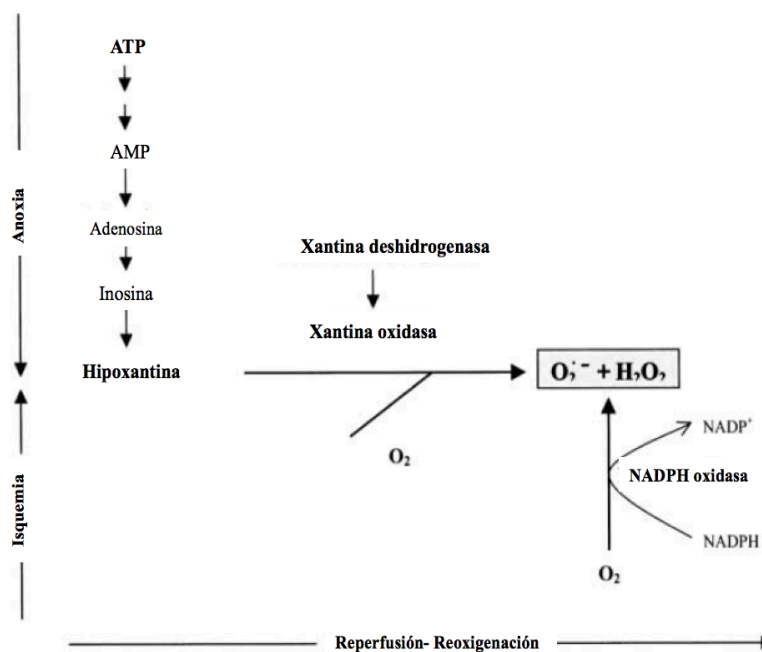 ATP
AMP
Anoxia
Adenosina
Xantina deshidrogenasa
Inosina
Xantina oxidasa
Hipoxantina
O₂˙⁻ + H₂O₂
NADP⁺
O₂
NADPH oxidasa
Isquemia
NADPH
O₂
Reperfusión- Reoxigenación